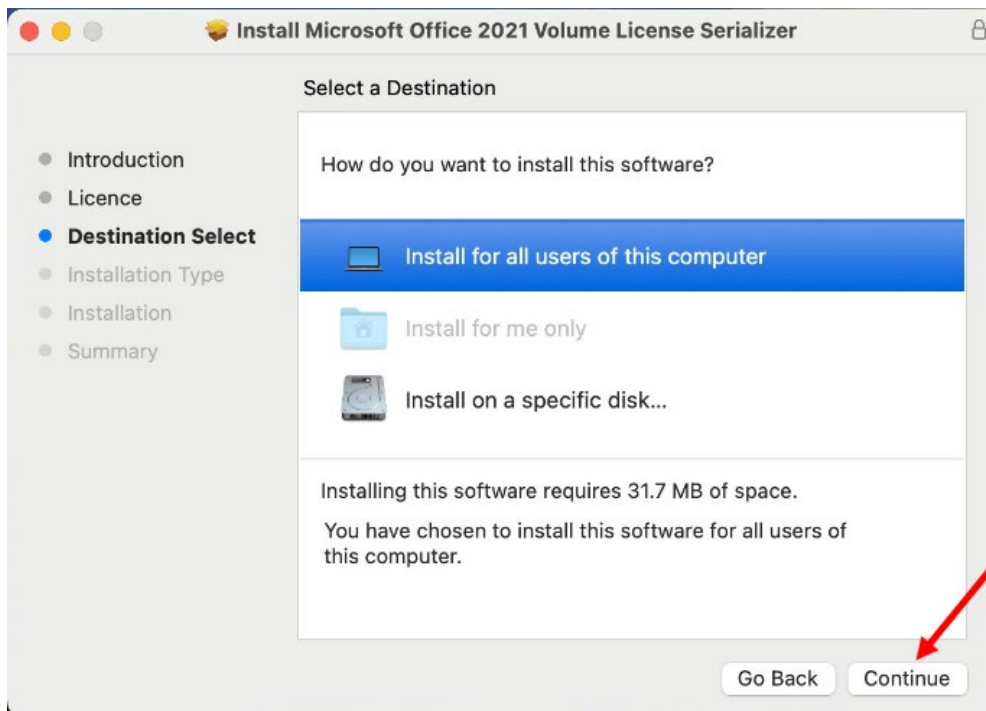 Install Microsoft Office 2021 Volume License Serializer
Select a Destination
Introduction
Licence
Destination Select
Installation Type
Installation
Summary
How do you want to install this software?
Install for all users of this computer
Install for me only
Install on a specific disk...
Installing this software requires 31.7 MB of space.
You have chosen to install this software for all users of
this computer.
Go Back
Continue